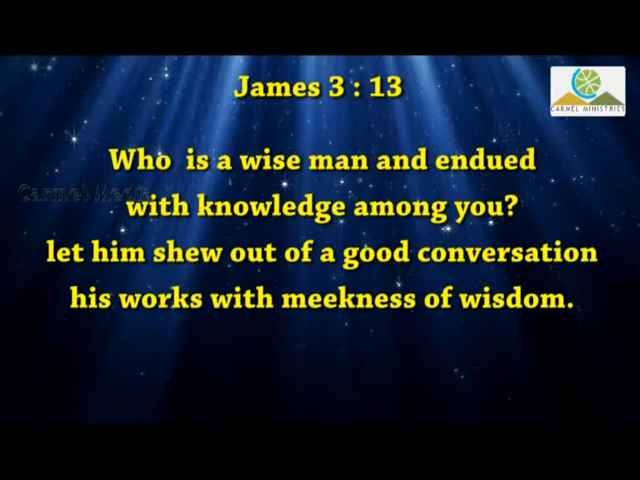 James 3 : 13
CARMEL MINISTRIES
Who is a wise man and endued
Carmel Media
with knowledge among you?
let him shew out of a good conversation
his works with meekness of wisdom.